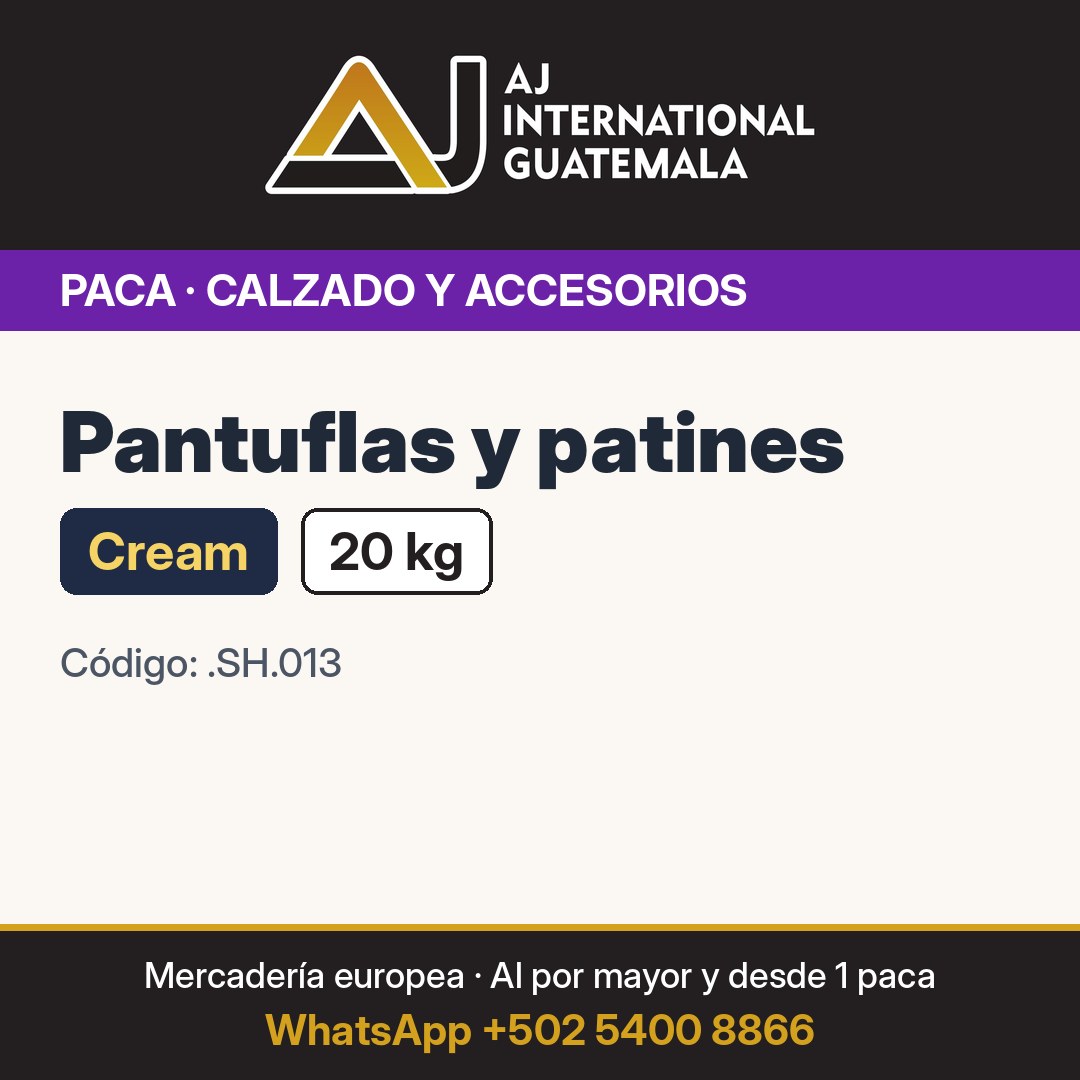 AJ
INTERNATIONAL
GUATEMALA
PACA · CALZADO Y ACCESORIOS
Pantuflas y patines
Cream
20 kg
Código: .SH.013
Mercadería europea · Al por mayor y desde 1 paca
WhatsApp +502 5400 8866